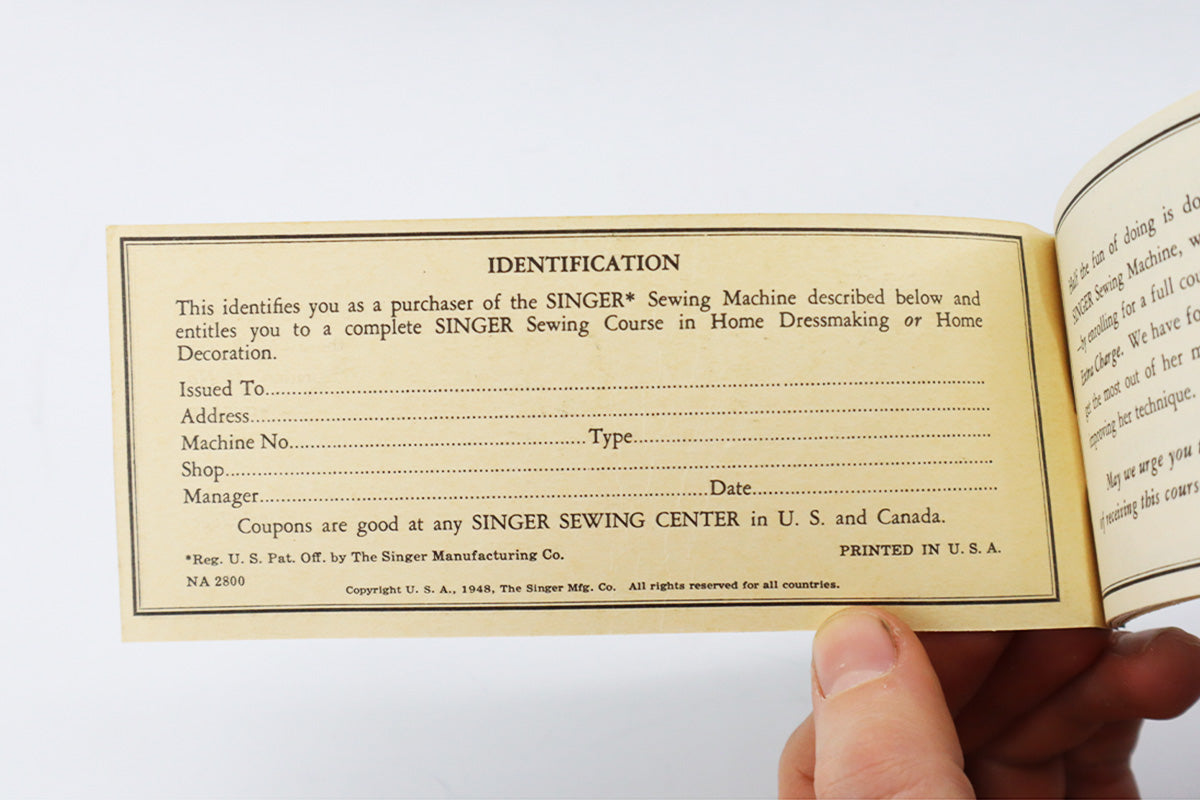 IDENTIFICATION
This identifies you as a purchaser of the SINGER* Sewing Machine described below and
entitles you to a complete SINGER Sewing Course in Home Dressmaking or Home
Decoration.
Issued To
Address
Machine No. Type
Shop
Manager Date
Coupons are good at any SINGER SEWING CENTER in U. S. and Canada.
*Reg. U. S. Pat. Off. by The Singer Manufacturing Co. PRINTED IN U. S. A.
NA 2800
Copyright U. S. A., 1948, The Singer Mfg. Co. All rights reserved for all countries.
Half the fun of doing is
SINGER Sewing Machine,
—by enrolling for a full
Extra Charge. We have
get the most out of her
improving her technique.
May we urge you
of receiving this